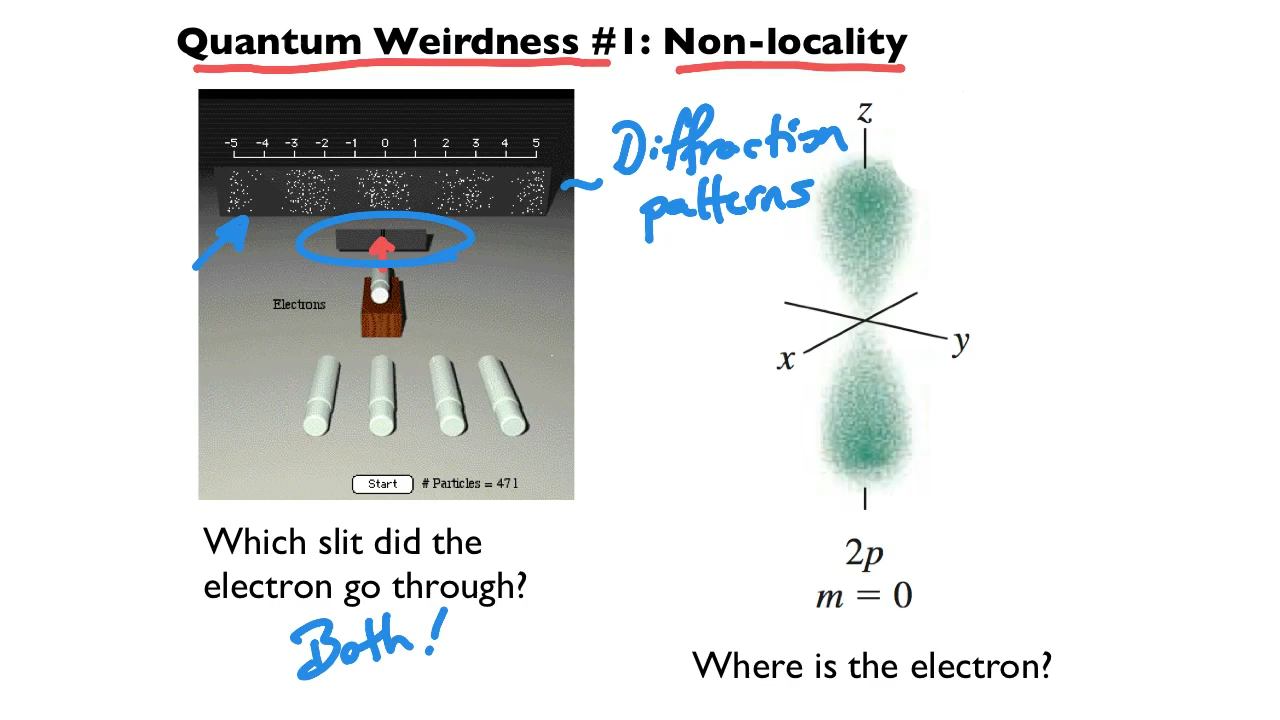 Quantum Weirdness #1: Non-locality
-5 -4 -3 -2 -1 0 1 2 3 4 5
Electrons
Start # Particles = 471
Diffraction
patterns
Which slit did the
electron go through?
Both!
z
x
y
2p
m = 0
Where is the electron?